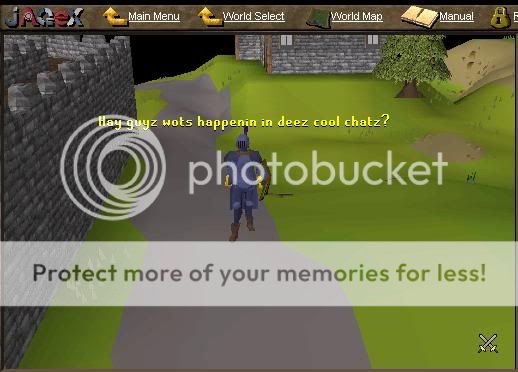 JAGEX Main Menu World Select World Map Manual R
Hay guyz wots happenin in deez cool chatz?
photobucket
Protect more of your memories for less!